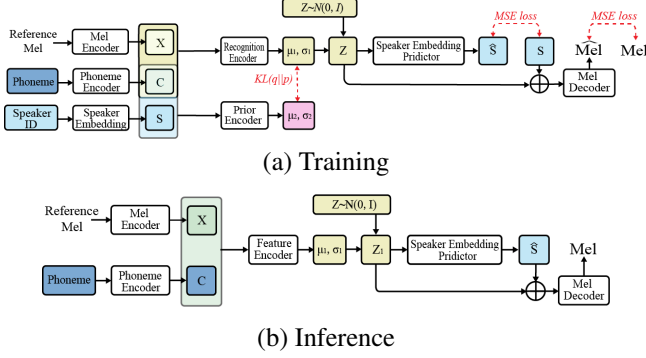 Z~N(0, I)
MSE loss
MSE loss
Reference
Mel
Mel
Encoder
X
Recognition
Encoder
μ₁, σ₁
Z
Speaker Embedding
Pridictor
Ŝ
S
Mel
Mel
Phoneme
Phoneme
Encoder
C
KL(q||p)
Mel
Decoder
Speaker
ID
Speaker
Embedding
S
Prior
Encoder
μ₂, σ₂
(a) Training
Z~N(0, I)
Reference
Mel
Mel
Encoder
X
Feature
Encoder
μ₁, σ₁
Z₁
Speaker Embedding
Pridictor
Ŝ
Mel
Phoneme
Phoneme
Encoder
C
Mel
Decoder
(b) Inference